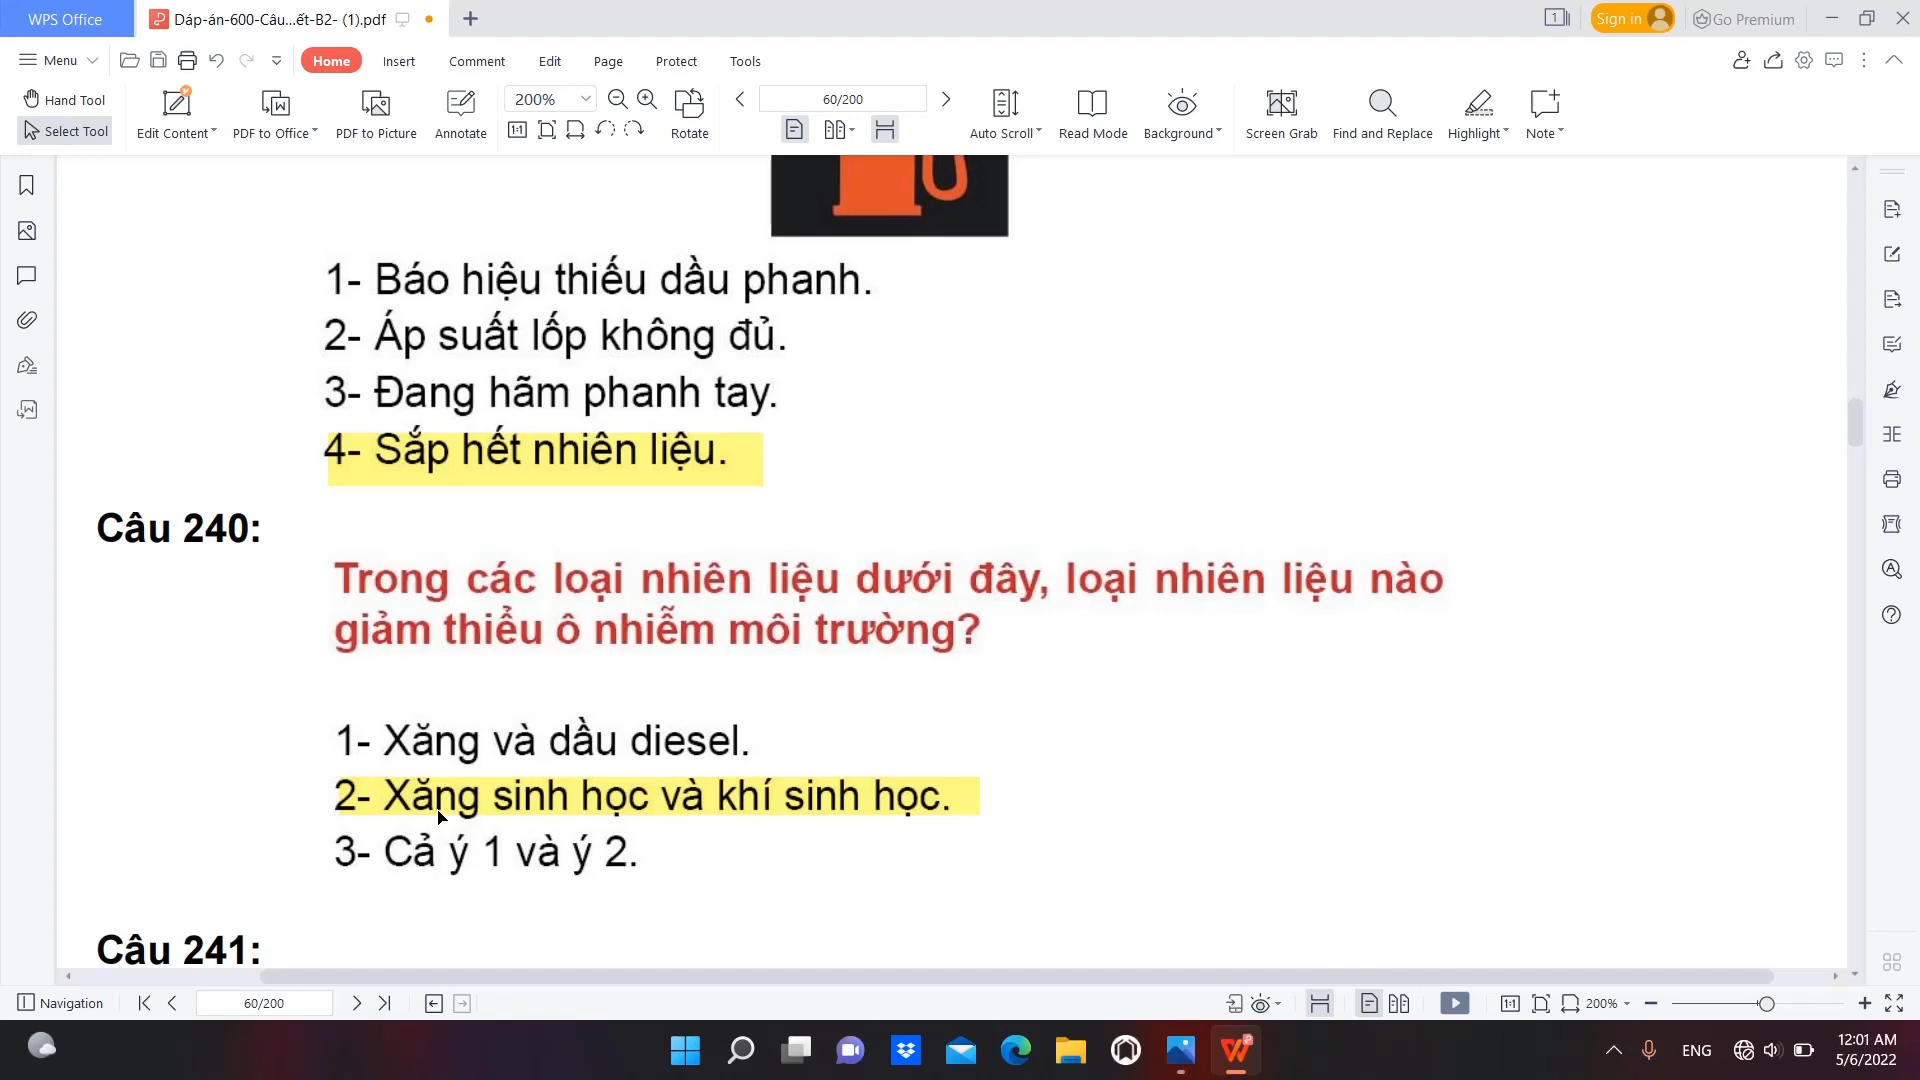 WPS Office
Dáp-án-600-Câu...ết-B2- (1).pdf
1
Sign in
Go Premium
Menu
Home
Insert
Comment
Edit
Page
Protect
Tools
Hand Tool
Select Tool
Edit Content
PDF to Office
PDF to Picture
Annotate
200%
Rotate
60/200
Auto Scroll
Read Mode
Background
Screen Grab
Find and Replace
Highlight
Note
1- Báo hiệu thiếu dầu phanh.
2- Áp suất lốp không đủ.
3- Đang hãm phanh tay.
4- Sắp hết nhiên liệu.
Câu 240:
Trong các loại nhiên liệu dưới đây, loại nhiên liệu nào
giảm thiểu ô nhiễm môi trường?
1- Xăng và dầu diesel.
2- Xăng sinh học và khí sinh học.
3- Cả ý 1 và ý 2.
Câu 241:
Navigation
60/200
200%
ENG
12:01 AM
5/6/2022